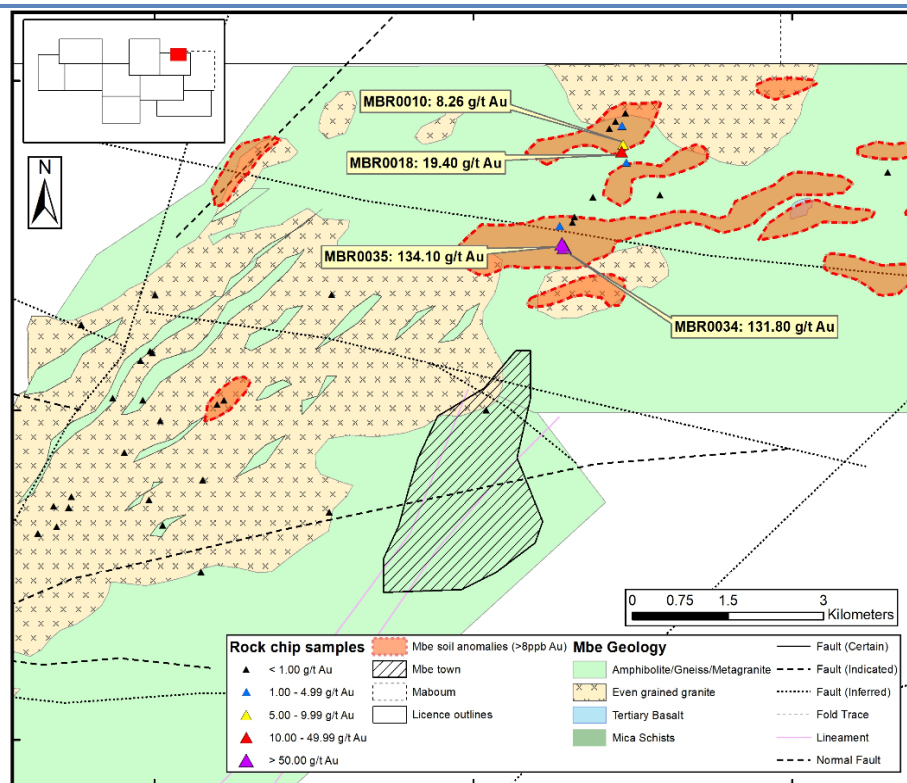 MBR0010: 8.26 g/t Au
MBR0018: 19.40 g/t Au
N
MBR0035: 134.10 g/t Au
MBR0034: 131.80 g/t Au
0 0.75 1.5 3
Kilometers
Rock chip samples
< 1.00 g/t Au
1.00 - 4.99 g/t Au
5.00 - 9.99 g/t Au
10.00 - 49.99 g/t Au
> 50.00 g/t Au
Mbe soil anomalies (>8ppb Au)
Mbe town
Maboum
Licence outlines
Mbe Geology
Amphibolite/Gneiss/Metagranite
Even grained granite
Tertiary Basalt
Mica Schists
Fault (Certain)
Fault (Indicated)
Fault (Inferred)
Fold Trace
Lineament
Normal Fault